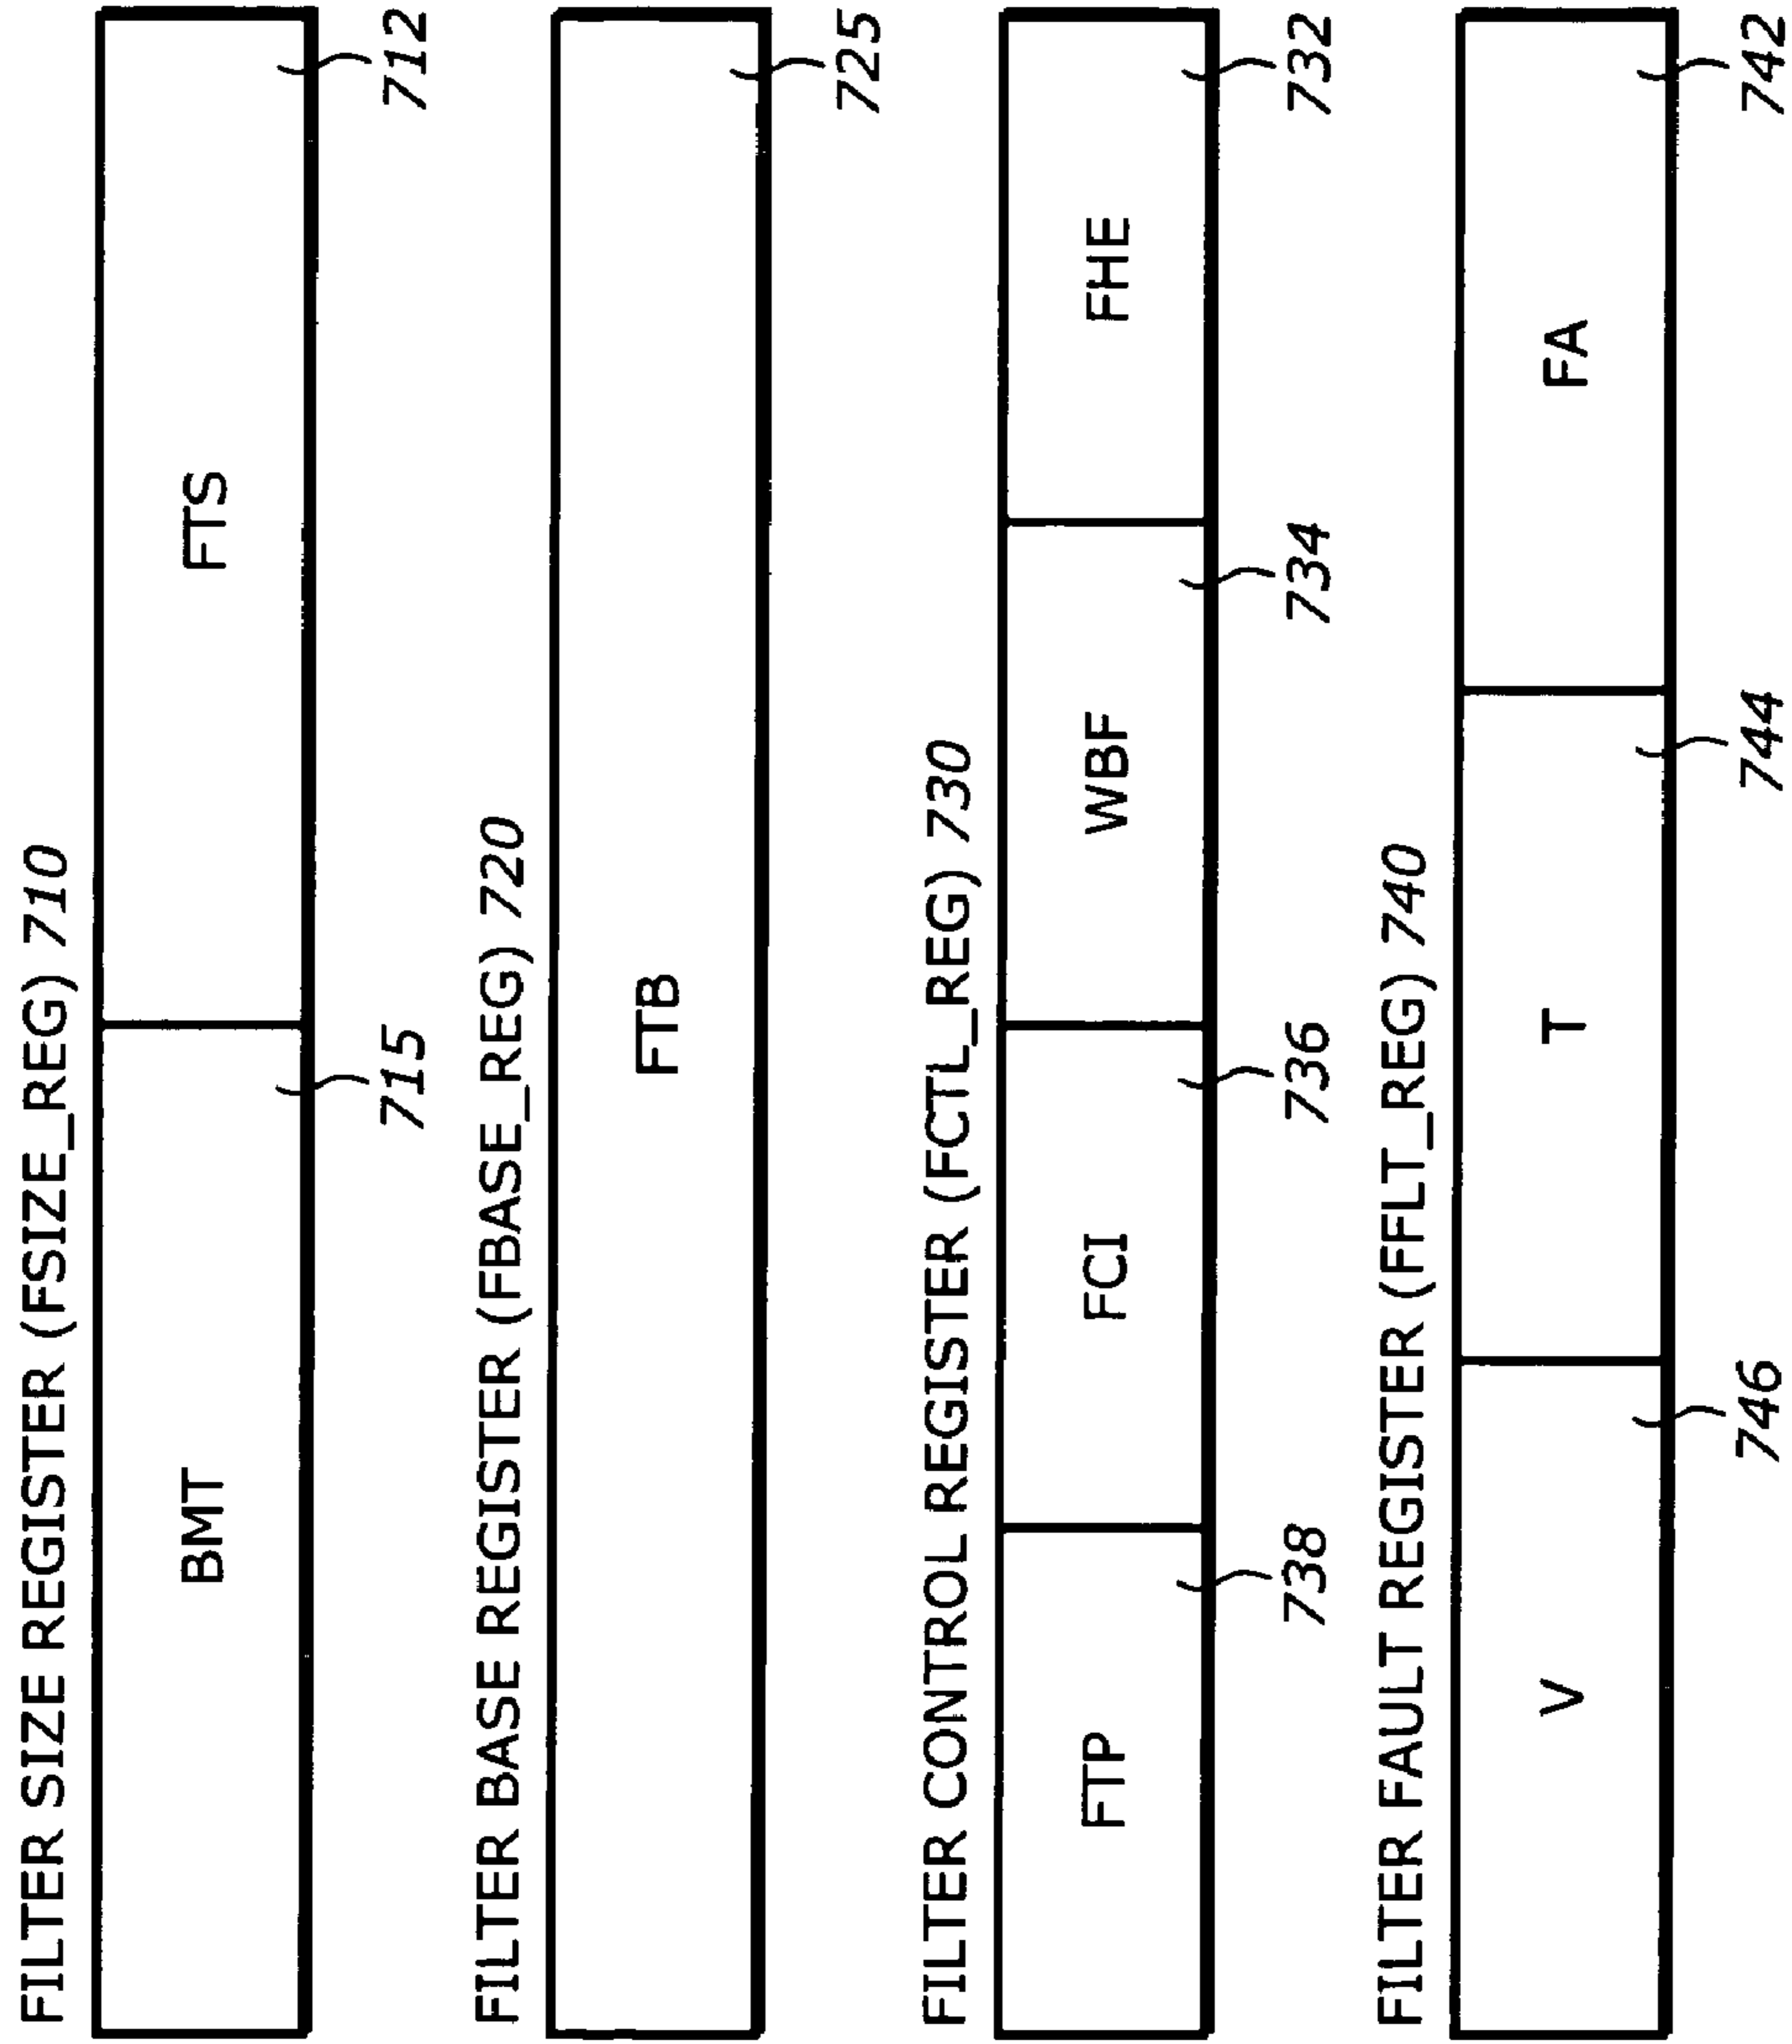 FILTER SIZE REGISTER (FSIZE_REG) 710
BMT FTS
715 712
FILTER BASE REGISTER (FBASE_REG) 720
FTB
725
FILTER CONTROL REGISTER (FCTL_REG) 730
FTP FCI WBF FHE
738 736 734 732
FILTER FAULT REGISTER (FFLT_REG) 740
V T FA
746 744 742